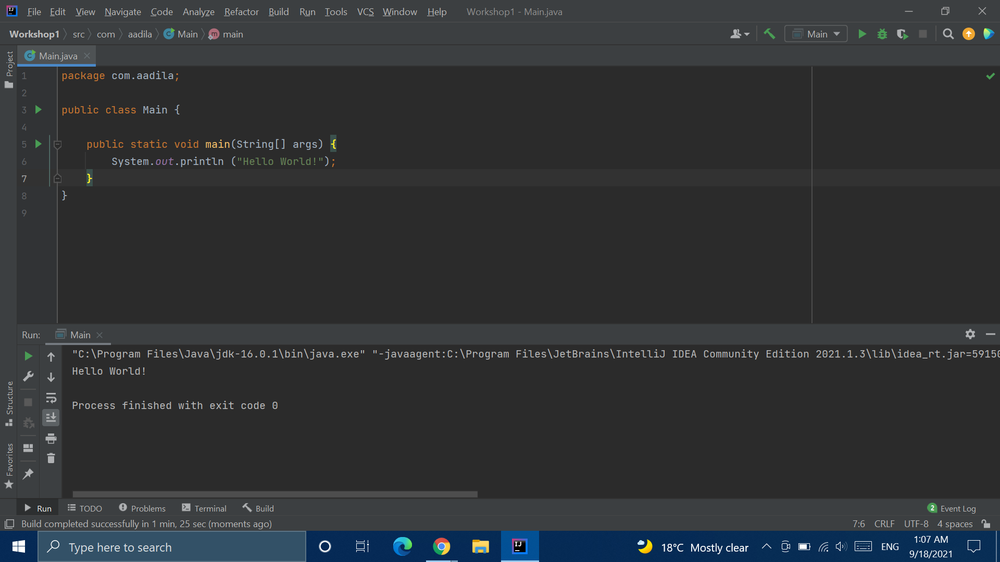 File Edit View Navigate Code Analyze Refactor Build Run Tools VCS Window Help Workshop1 - Main.java
Workshop1 src com aadila Main main Main
Main.java
Project
1 package com.aadila;
2
3 public class Main {
4
5 public static void main(String[] args) {
6 System.out.println ("Hello World!");
7 }
8 }
9
Run: Main
"C:\Program Files\Java\jdk-16.0.1\bin\java.exe" "-javaagent:C:\Program Files\JetBrains\IntelliJ IDEA Community Edition 2021.1.3\lib\idea_rt.jar=59150
Hello World!
Process finished with exit code 0
Structure
Favorites
Run TODO Problems Terminal Build 2 Event Log
Build completed successfully in 1 min, 25 sec (moments ago) 7:6 CRLF UTF-8 4 spaces
Type here to search 18°C Mostly clear ENG 1:07 AM
9/18/2021